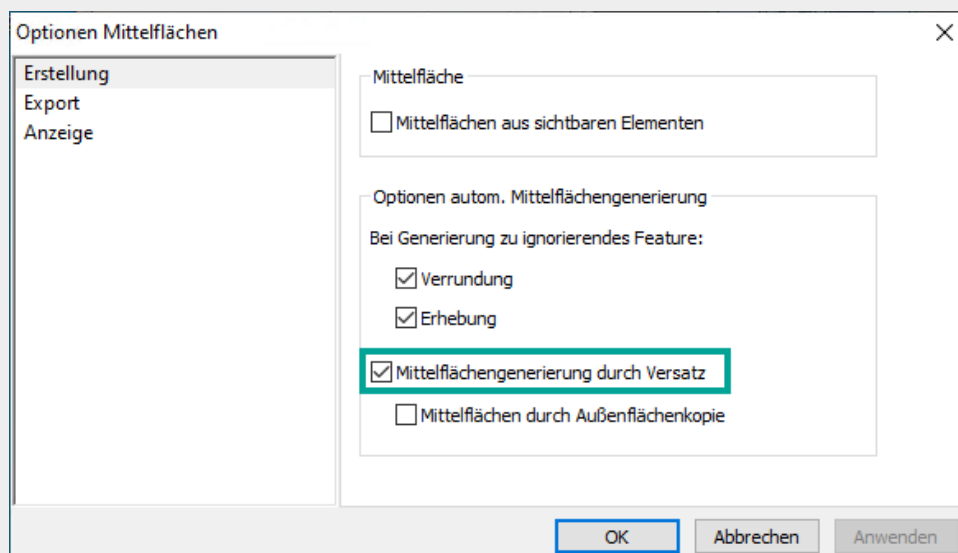 Optionen Mittelflächen
Erstellung
Export
Anzeige
Mittelfläche
Mittelflächen aus sichtbaren Elementen
Optionen autom. Mittelflächengenerierung
Bei Generierung zu ignorierendes Feature:
Verrundung
Erhebung
Mittelflächengenerierung durch Versatz
Mittelflächen durch Außenflächenkopie
OK Abbrechen Anwenden